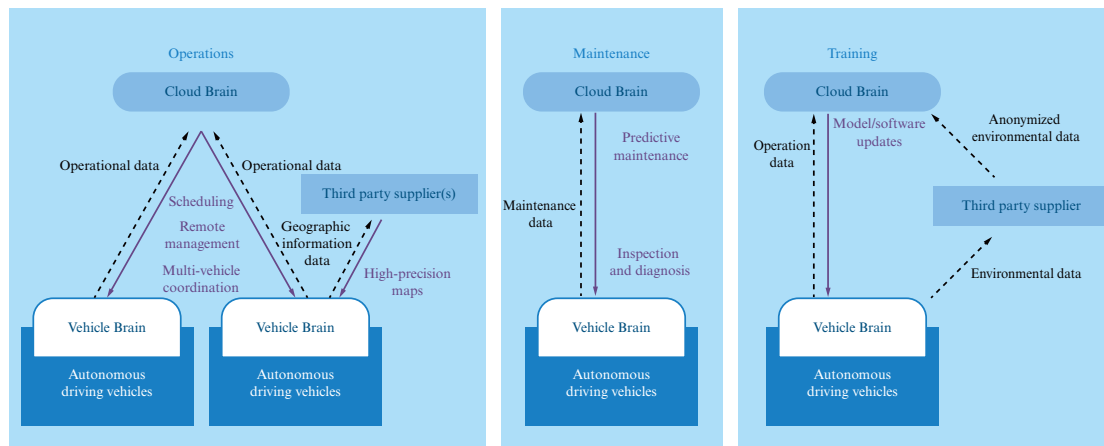 Operations
Cloud Brain
Operational data
Operational data
Scheduling
Remote
management
Multi-vehicle
coordination
Third party supplier(s)
Geographic
information
data
High-precision
maps
Vehicle Brain
Vehicle Brain
Autonomous
driving vehicles
Autonomous
driving vehicles
Maintenance
Cloud Brain
Predictive
maintenance
Maintenance
data
Inspection
and diagnosis
Vehicle Brain
Autonomous
driving vehicles
Training
Cloud Brain
Model/software
updates
Operation
data
Anonymized
environmental data
Third party supplier
Environmental data
Vehicle Brain
Autonomous
driving vehicles